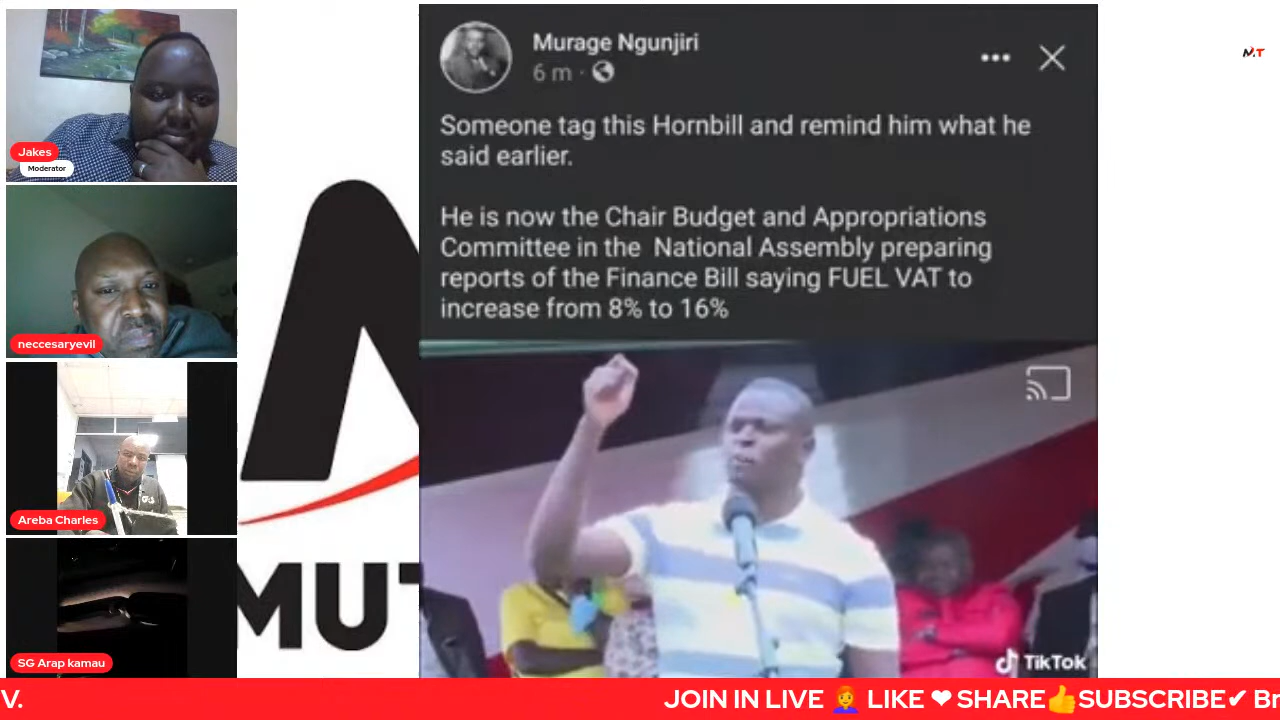 Jakes
Moderator
neccesaryevil
Areba Charles
SG Arap kamau
MUT
Murage Ngunjiri
6 m ·
Someone tag this Hornbill and remind him what he
said earlier.
He is now the Chair Budget and Appropriations
Committee in the National Assembly preparing
reports of the Finance Bill saying FUEL VAT to
increase from 8% to 16%
TikTok
V. JOIN IN LIVE 👩‍🦰 LIKE ❤ SHARE👍SUBSCRIBE✔ Br